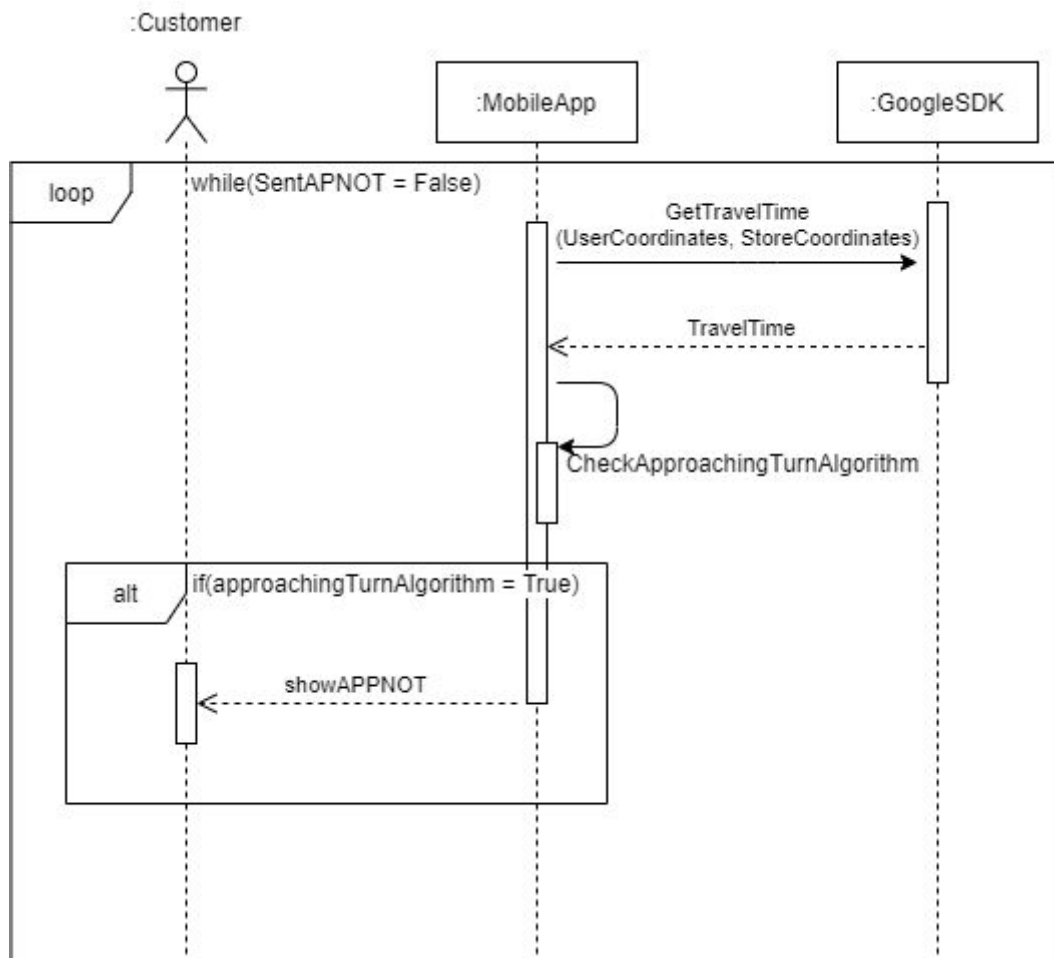 :Customer
:MobileApp
:GoogleSDK
loop
while(SentAPNOT = False)
GetTravelTime
(UserCoordinates, StoreCoordinates)
TravelTime
CheckApproachingTurnAlgorithm
alt
if(approachingTurnAlgorithm = True)
showAPPNOT